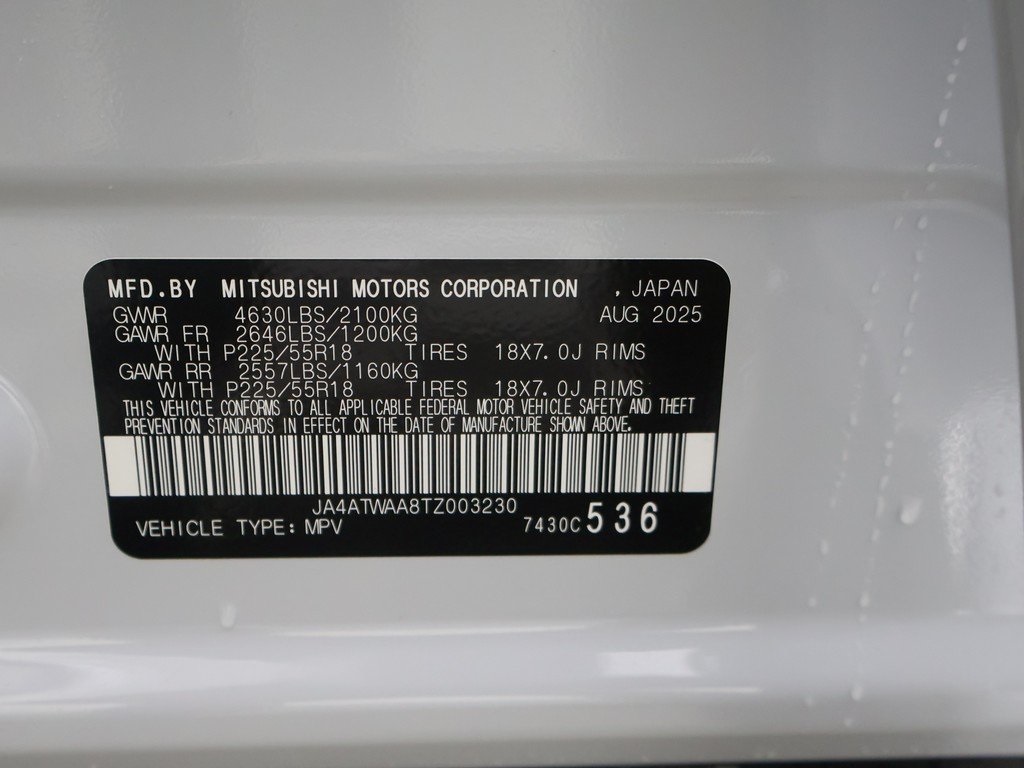 MFD.BY MITSUBISHI MOTORS CORPORATION , JAPAN
GVWR 4630LBS/2100KG AUG 2025
GAWR FR 2646LBS/1200KG
WITH P225/55R18 TIRES 18X7.0J RIMS
GAWR RR 2557LBS/1160KG
WITH P225/55R18 TIRES 18X7.0J RIMS
THIS VEHICLE CONFORMS TO ALL APPLICABLE FEDERAL MOTOR VEHICLE SAFETY AND THEFT
PREVENTION STANDARDS IN EFFECT ON THE DATE OF MANUFACTURE SHOWN ABOVE.
JA4ATWAA8TZ003230
VEHICLE TYPE: MPV 7430C 536